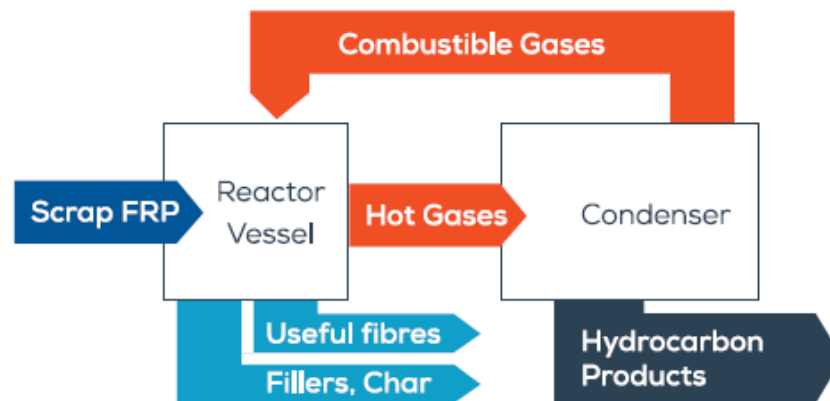 Combustible Gases
Scrap FRP
Reactor
Vessel
Hot Gases
Condenser
Useful fibres
Fillers, Char
Hydrocarbon
Products